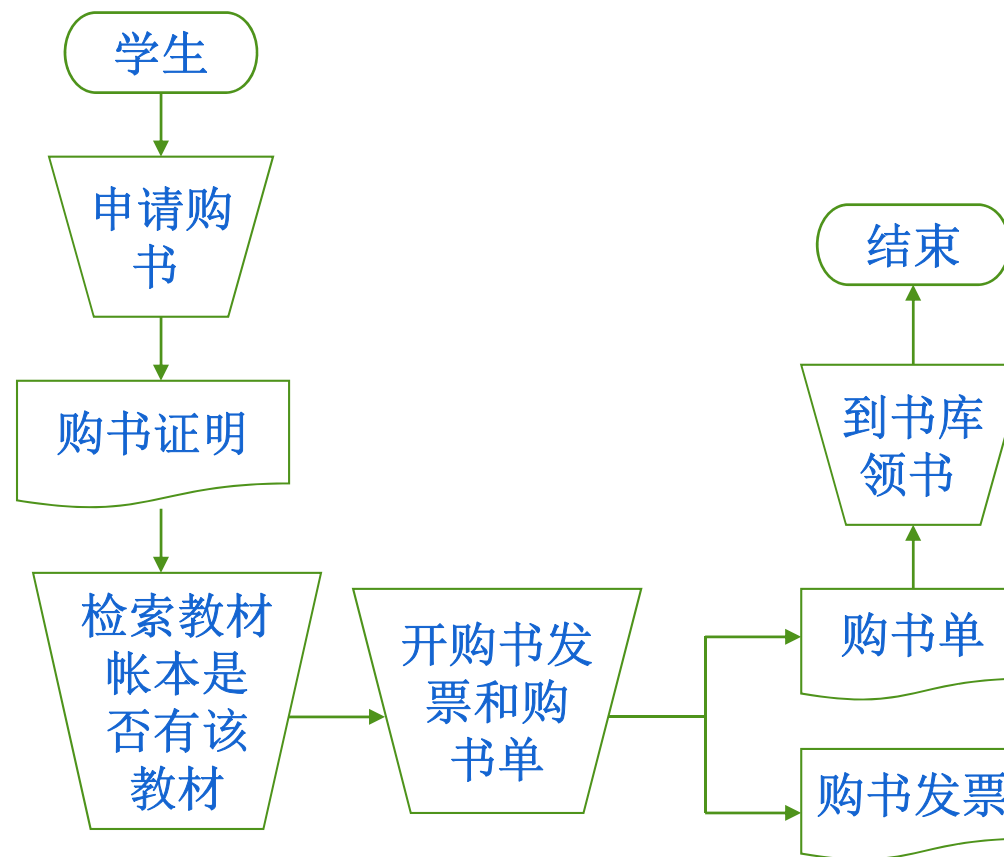 学生
申请购
书
购书证明
检索教材
帐本是
否有该
教材
开购书发
票和购
书单
购书单
购书发票
到书库
领书
结束